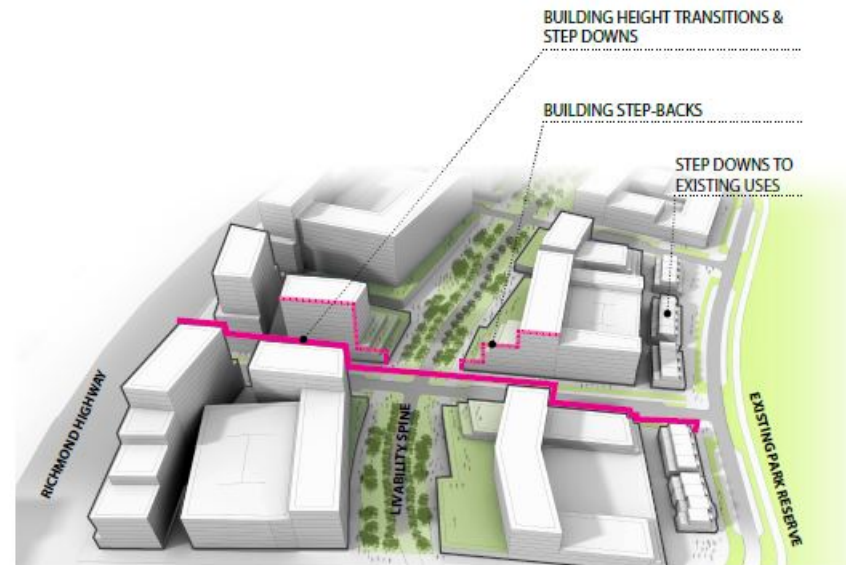 BUILDING HEIGHT TRANSITIONS &
STEP DOWNS
BUILDING STEP-BACKS
STEP DOWNS TO
EXISTING USES
RICHMOND HIGHWAY
LIVABILITY SPINE
EXISTING PARK RESERVE